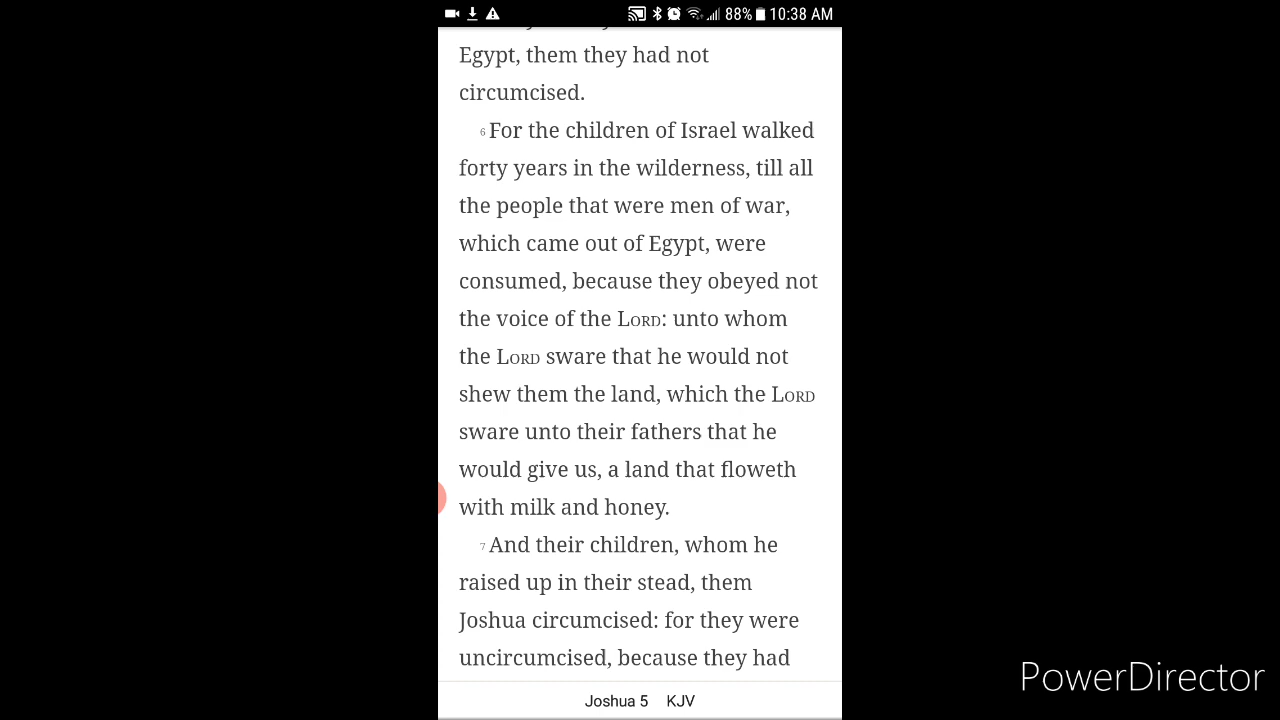 88% 10:38 AM
Egypt, them they had not
circumcised.
6 For the children of Israel walked
forty years in the wilderness, till all
the people that were men of war,
which came out of Egypt, were
consumed, because they obeyed not
the voice of the LORD: unto whom
the LORD sware that he would not
shew them the land, which the LORD
sware unto their fathers that he
would give us, a land that floweth
with milk and honey.
7 And their children, whom he
raised up in their stead, them
Joshua circumcised: for they were
uncircumcised, because they had
Joshua 5 KJV
PowerDirector